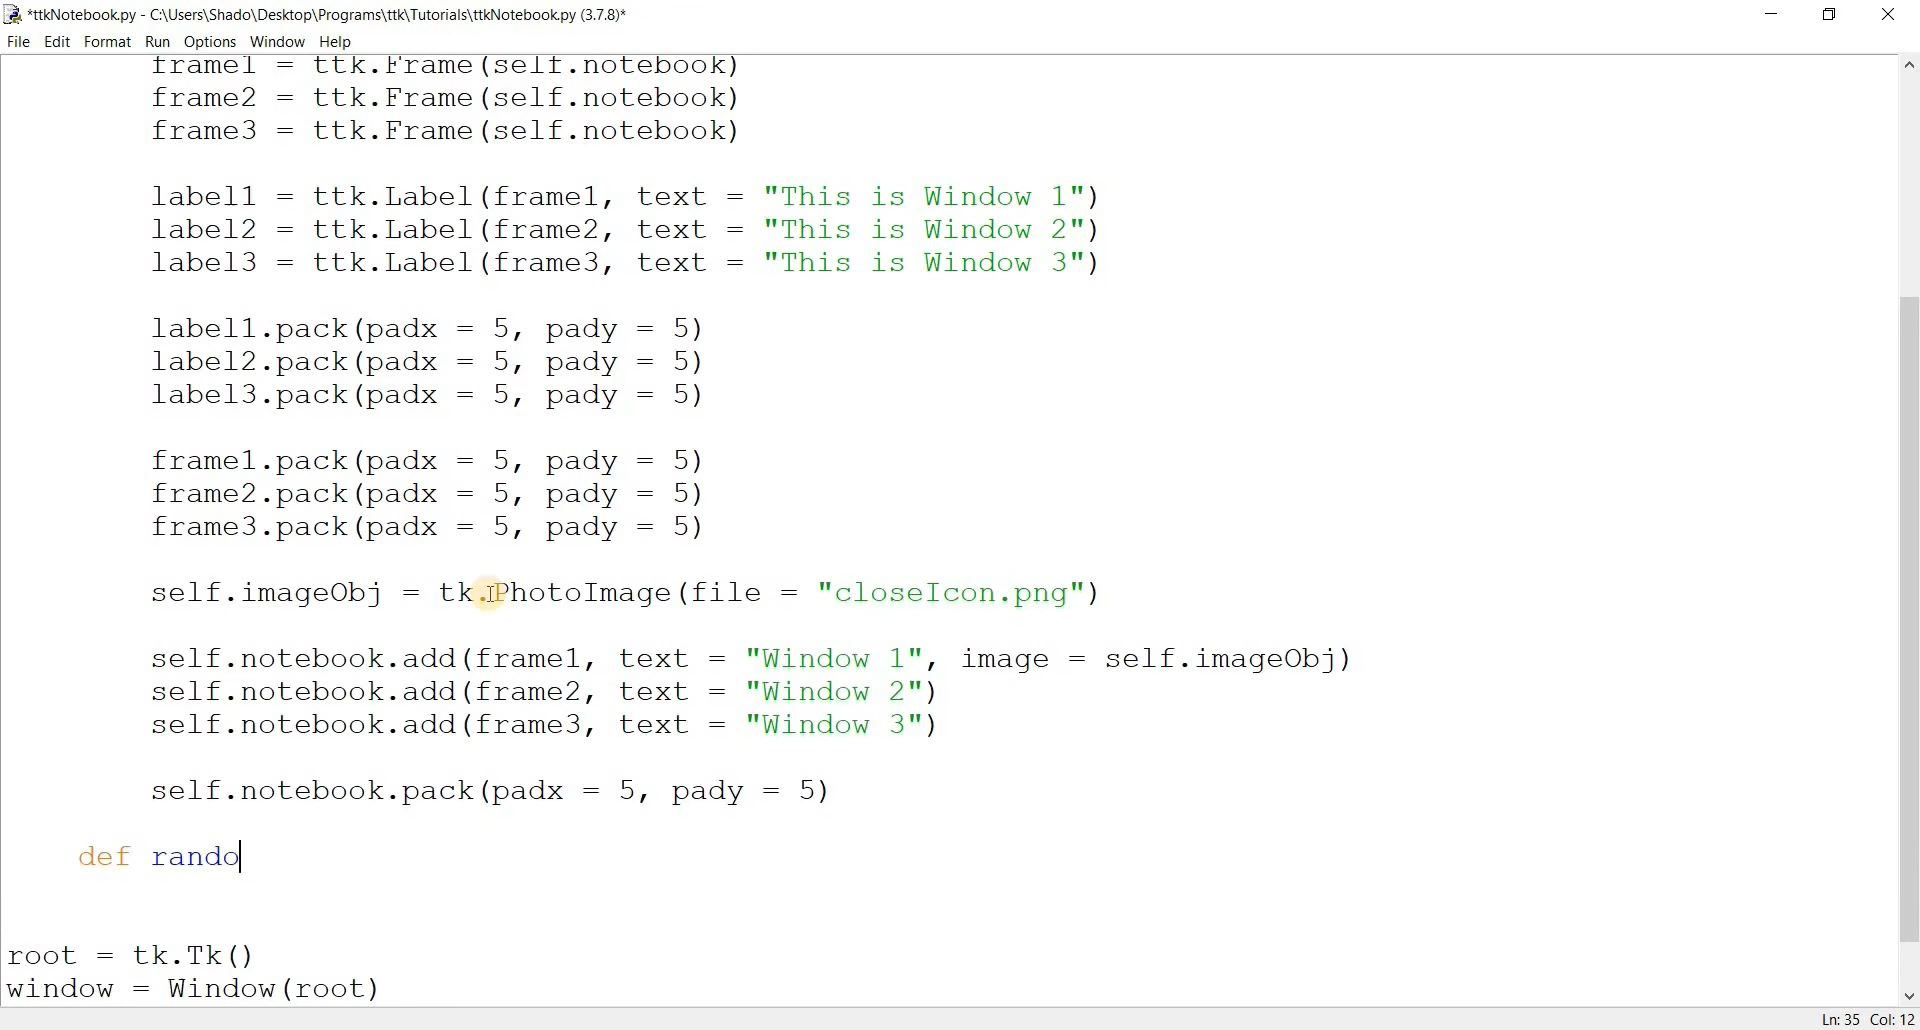 *ttkNotebook.py - C:\Users\Shado\Desktop\Programs\ttk\Tutorials\ttkNotebook.py (3.7.8)*
File Edit Format Run Options Window Help
frame1 = ttk.Frame(self.notebook)
frame2 = ttk.Frame(self.notebook)
frame3 = ttk.Frame(self.notebook)
label1 = ttk.Label(frame1, text = "This is Window 1")
label2 = ttk.Label(frame2, text = "This is Window 2")
label3 = ttk.Label(frame3, text = "This is Window 3")
label1.pack(padx = 5, pady = 5)
label2.pack(padx = 5, pady = 5)
label3.pack(padx = 5, pady = 5)
frame1.pack(padx = 5, pady = 5)
frame2.pack(padx = 5, pady = 5)
frame3.pack(padx = 5, pady = 5)
self.imageObj = tk.PhotoImage(file = "closeIcon.png")
self.notebook.add(frame1, text = "Window 1", image = self.imageObj)
self.notebook.add(frame2, text = "Window 2")
self.notebook.add(frame3, text = "Window 3")
self.notebook.pack(padx = 5, pady = 5)
def rando
root = tk.Tk()
window = Window(root)
Ln: 35 Col: 12